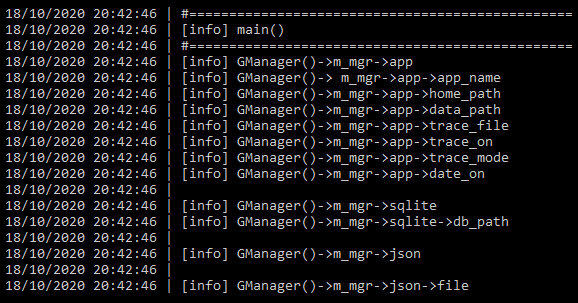 18/10/2020 20:42:46 | #===============================================
18/10/2020 20:42:46 | [info] main()
18/10/2020 20:42:46 | #===============================================
18/10/2020 20:42:46 | [info] GManager()->m_mgr->app
18/10/2020 20:42:46 | [info] GManager()-> m_mgr->app->app_name
18/10/2020 20:42:46 | [info] GManager()->m_mgr->app->home_path
18/10/2020 20:42:46 | [info] GManager()->m_mgr->app->data_path
18/10/2020 20:42:46 | [info] GManager()->m_mgr->app->trace_file
18/10/2020 20:42:46 | [info] GManager()->m_mgr->app->trace_on
18/10/2020 20:42:46 | [info] GManager()->m_mgr->app->trace_mode
18/10/2020 20:42:46 | [info] GManager()->m_mgr->app->date_on
18/10/2020 20:42:46 |
18/10/2020 20:42:46 | [info] GManager()->m_mgr->sqlite
18/10/2020 20:42:46 | [info] GManager()->m_mgr->sqlite->db_path
18/10/2020 20:42:46 |
18/10/2020 20:42:46 | [info] GManager()->m_mgr->json
18/10/2020 20:42:46 |
18/10/2020 20:42:46 | [info] GManager()->m_mgr->json->file